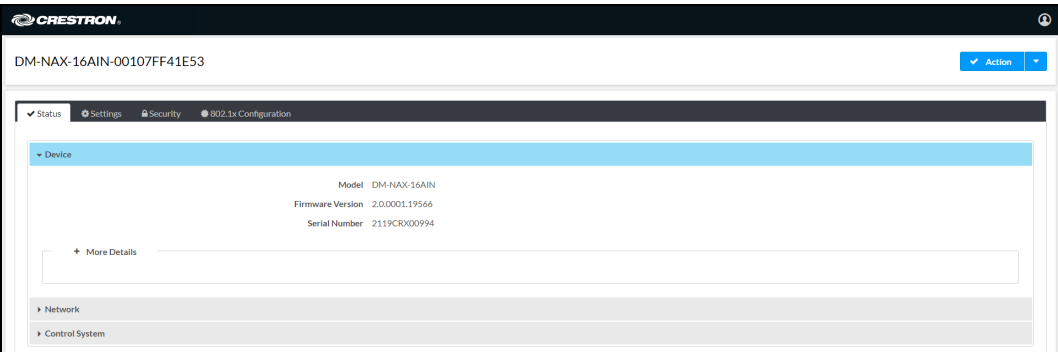 CRESTRON®
DM-NAX-16AIN-00107FF41E53
Action
Status Settings Security 802.1x Configuration
Device
Model DM-NAX-16AIN
Firmware Version 2.0.0001.19566
Serial Number 2119CRX00994
+ More Details
Network
Control System